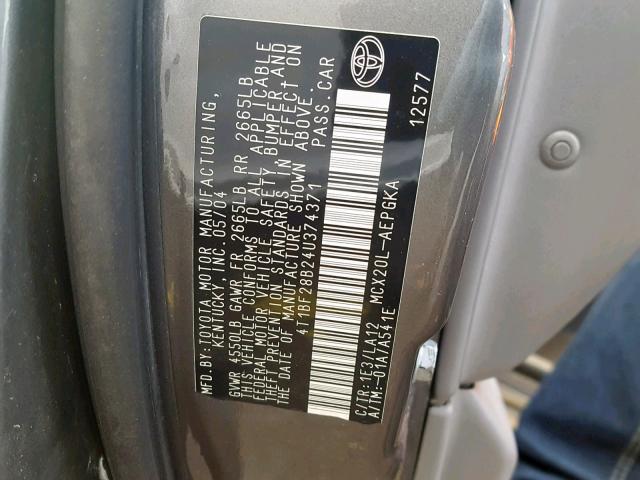 MFD. BY: TOYOTA MOTOR MANUFACTURING,
KENTUCKY, INC. 05/04
GVWR 4550LB GAWR FR 2665LB RR 2665LB
THIS VEHICLE CONFORMS TO ALL APPLICABLE
FEDERAL MOTOR VEHICLE SAFETY, BUMPER, AND
THEFT PREVENTION STANDARDS IN EFFECT ON
THE DATE OF MANUFACTURE SHOWN ABOVE.
4T1BF28B24U374371 PASS. CAR
C/TR: 1E3/LA12 MCX20L-AEPGKA 12577
A/TM:-01A/A541E